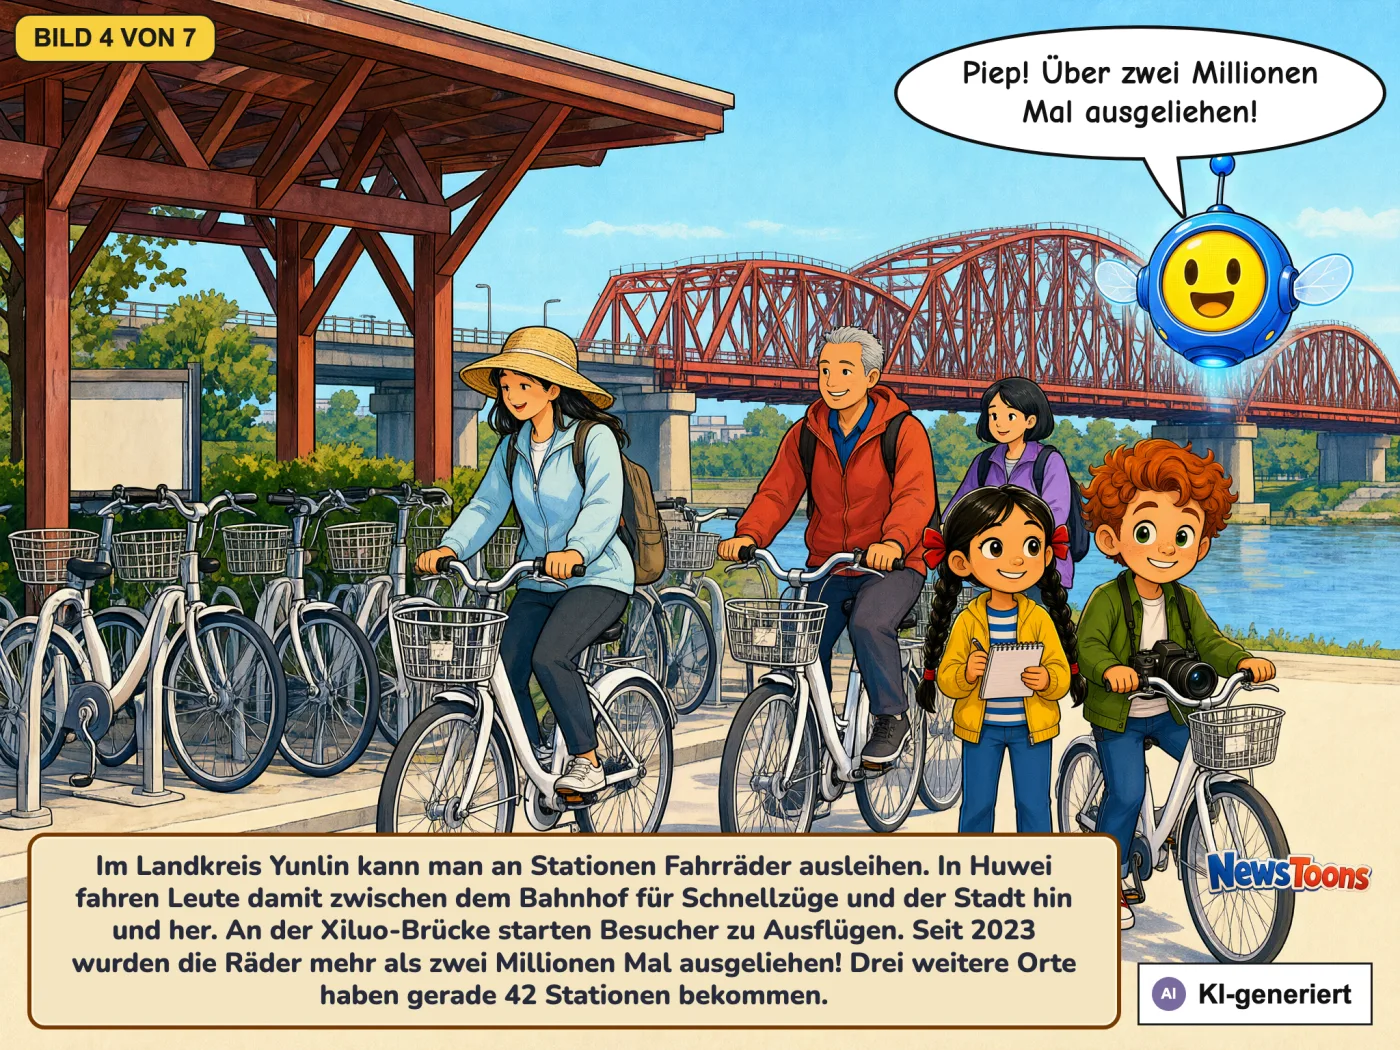 BILD 4 VON 7
Piep! Über zwei Millionen
Mal ausgeliehen!
Im Landkreis Yunlin kann man an Stationen Fahrräder ausleihen. In Huwei
fahren Leute damit zwischen dem Bahnhof für Schnellzüge und der Stadt hin
und her. An der Xiluo-Brücke starten Besucher zu Ausflügen. Seit 2023
wurden die Räder mehr als zwei Millionen Mal ausgeliehen! Drei weitere Orte
haben gerade 42 Stationen bekommen.
NewsToons
AI KI-generiert